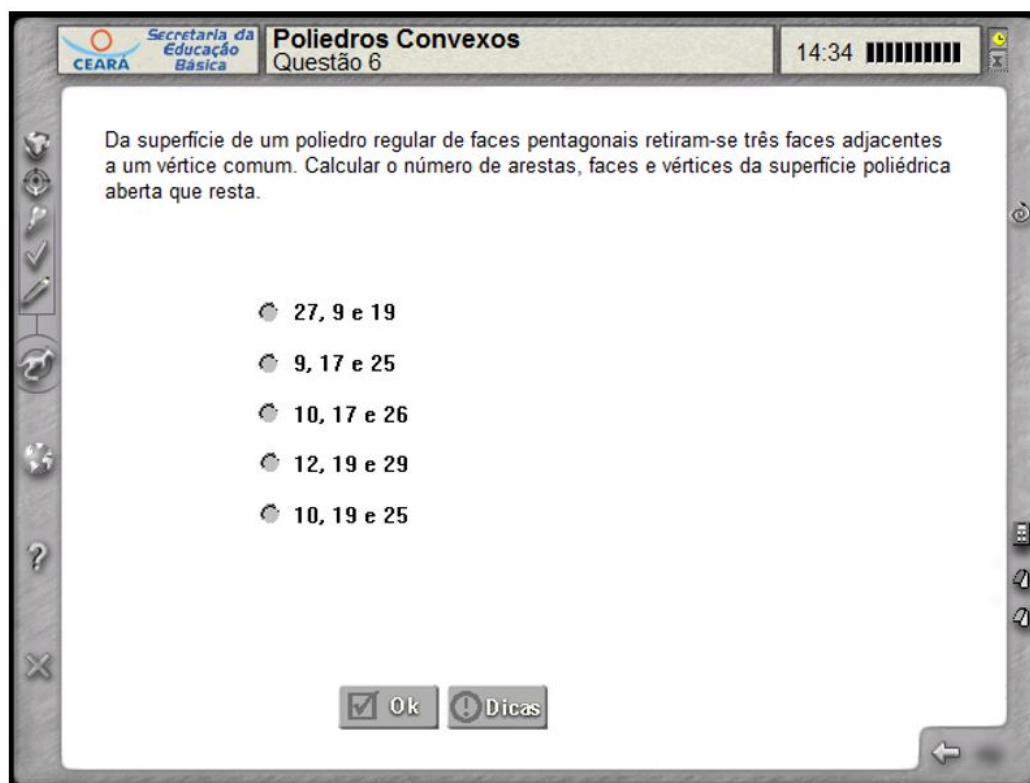 CEARÁ
Secretaria da
Educação
Básica
Poliedros Convexos
Questão 6
14:34
Da superfície de um poliedro regular de faces pentagonais retiram-se três faces adjacentes
a um vértice comum. Calcular o número de arestas, faces e vértices da superfície poliédrica
aberta que resta.
27, 9 e 19
9, 17 e 25
10, 17 e 26
12, 19 e 29
10, 19 e 25
?
Ok
Dicas